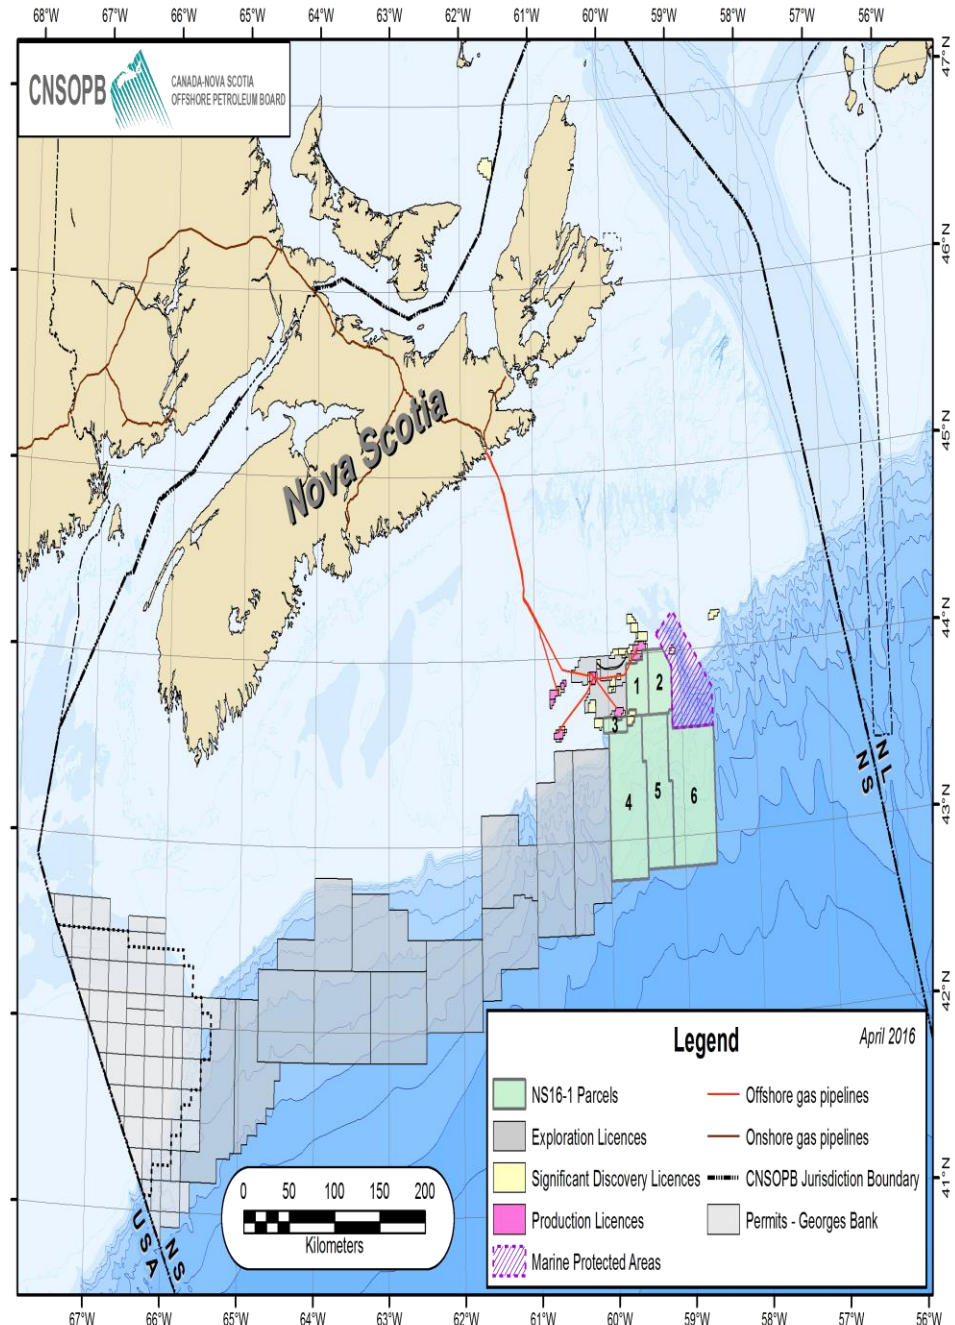 68°W 67°W 66°W 65°W 64°W 63°W 62°W 61°W 60°W 59°W 58°W 57°W 56°W
CNSOPB
CANADA-NOVA SCOTIA
OFFSHORE PETROLEUM BOARD
47°N
46°N
45°N
44°N
43°N
42°N
41°N
Nova Scotia
1
2
3
4
5
6
NS
NL
USA
NS
Legend
April 2016
NS16-1 Parcels
Exploration Licences
Significant Discovery Licences
Production Licences
Marine Protected Areas
Offshore gas pipelines
Onshore gas pipelines
CNSOPB Jurisdiction Boundary
Permits - Georges Bank
0 50 100 150 200
Kilometers
67°W 66°W 65°W 64°W 63°W 62°W 61°W 60°W 59°W 58°W 57°W 56°W